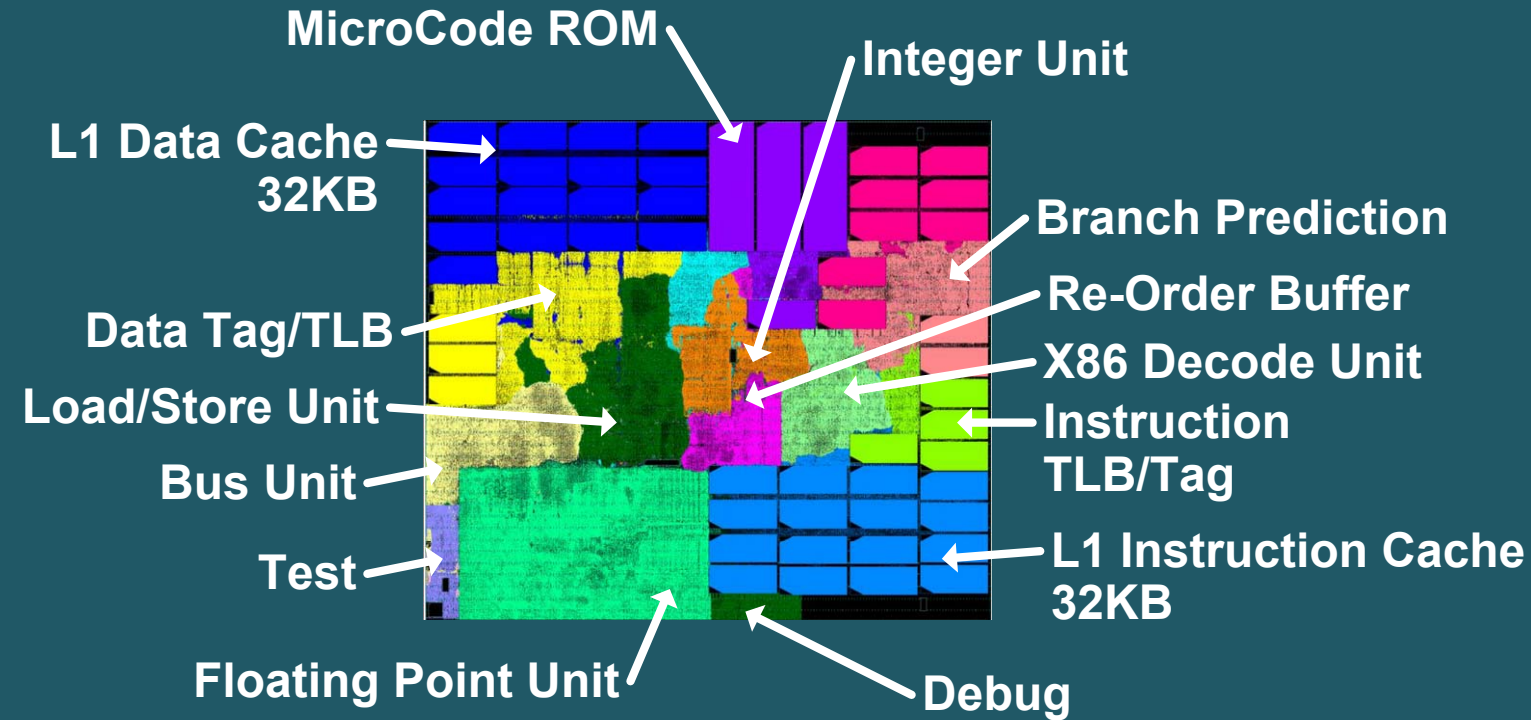 MicroCode ROM
Integer Unit
L1 Data Cache
32KB
Branch Prediction
Re-Order Buffer
Data Tag/TLB
X86 Decode Unit
Load/Store Unit
Instruction
TLB/Tag
Bus Unit
L1 Instruction Cache
32KB
Test
Floating Point Unit
Debug